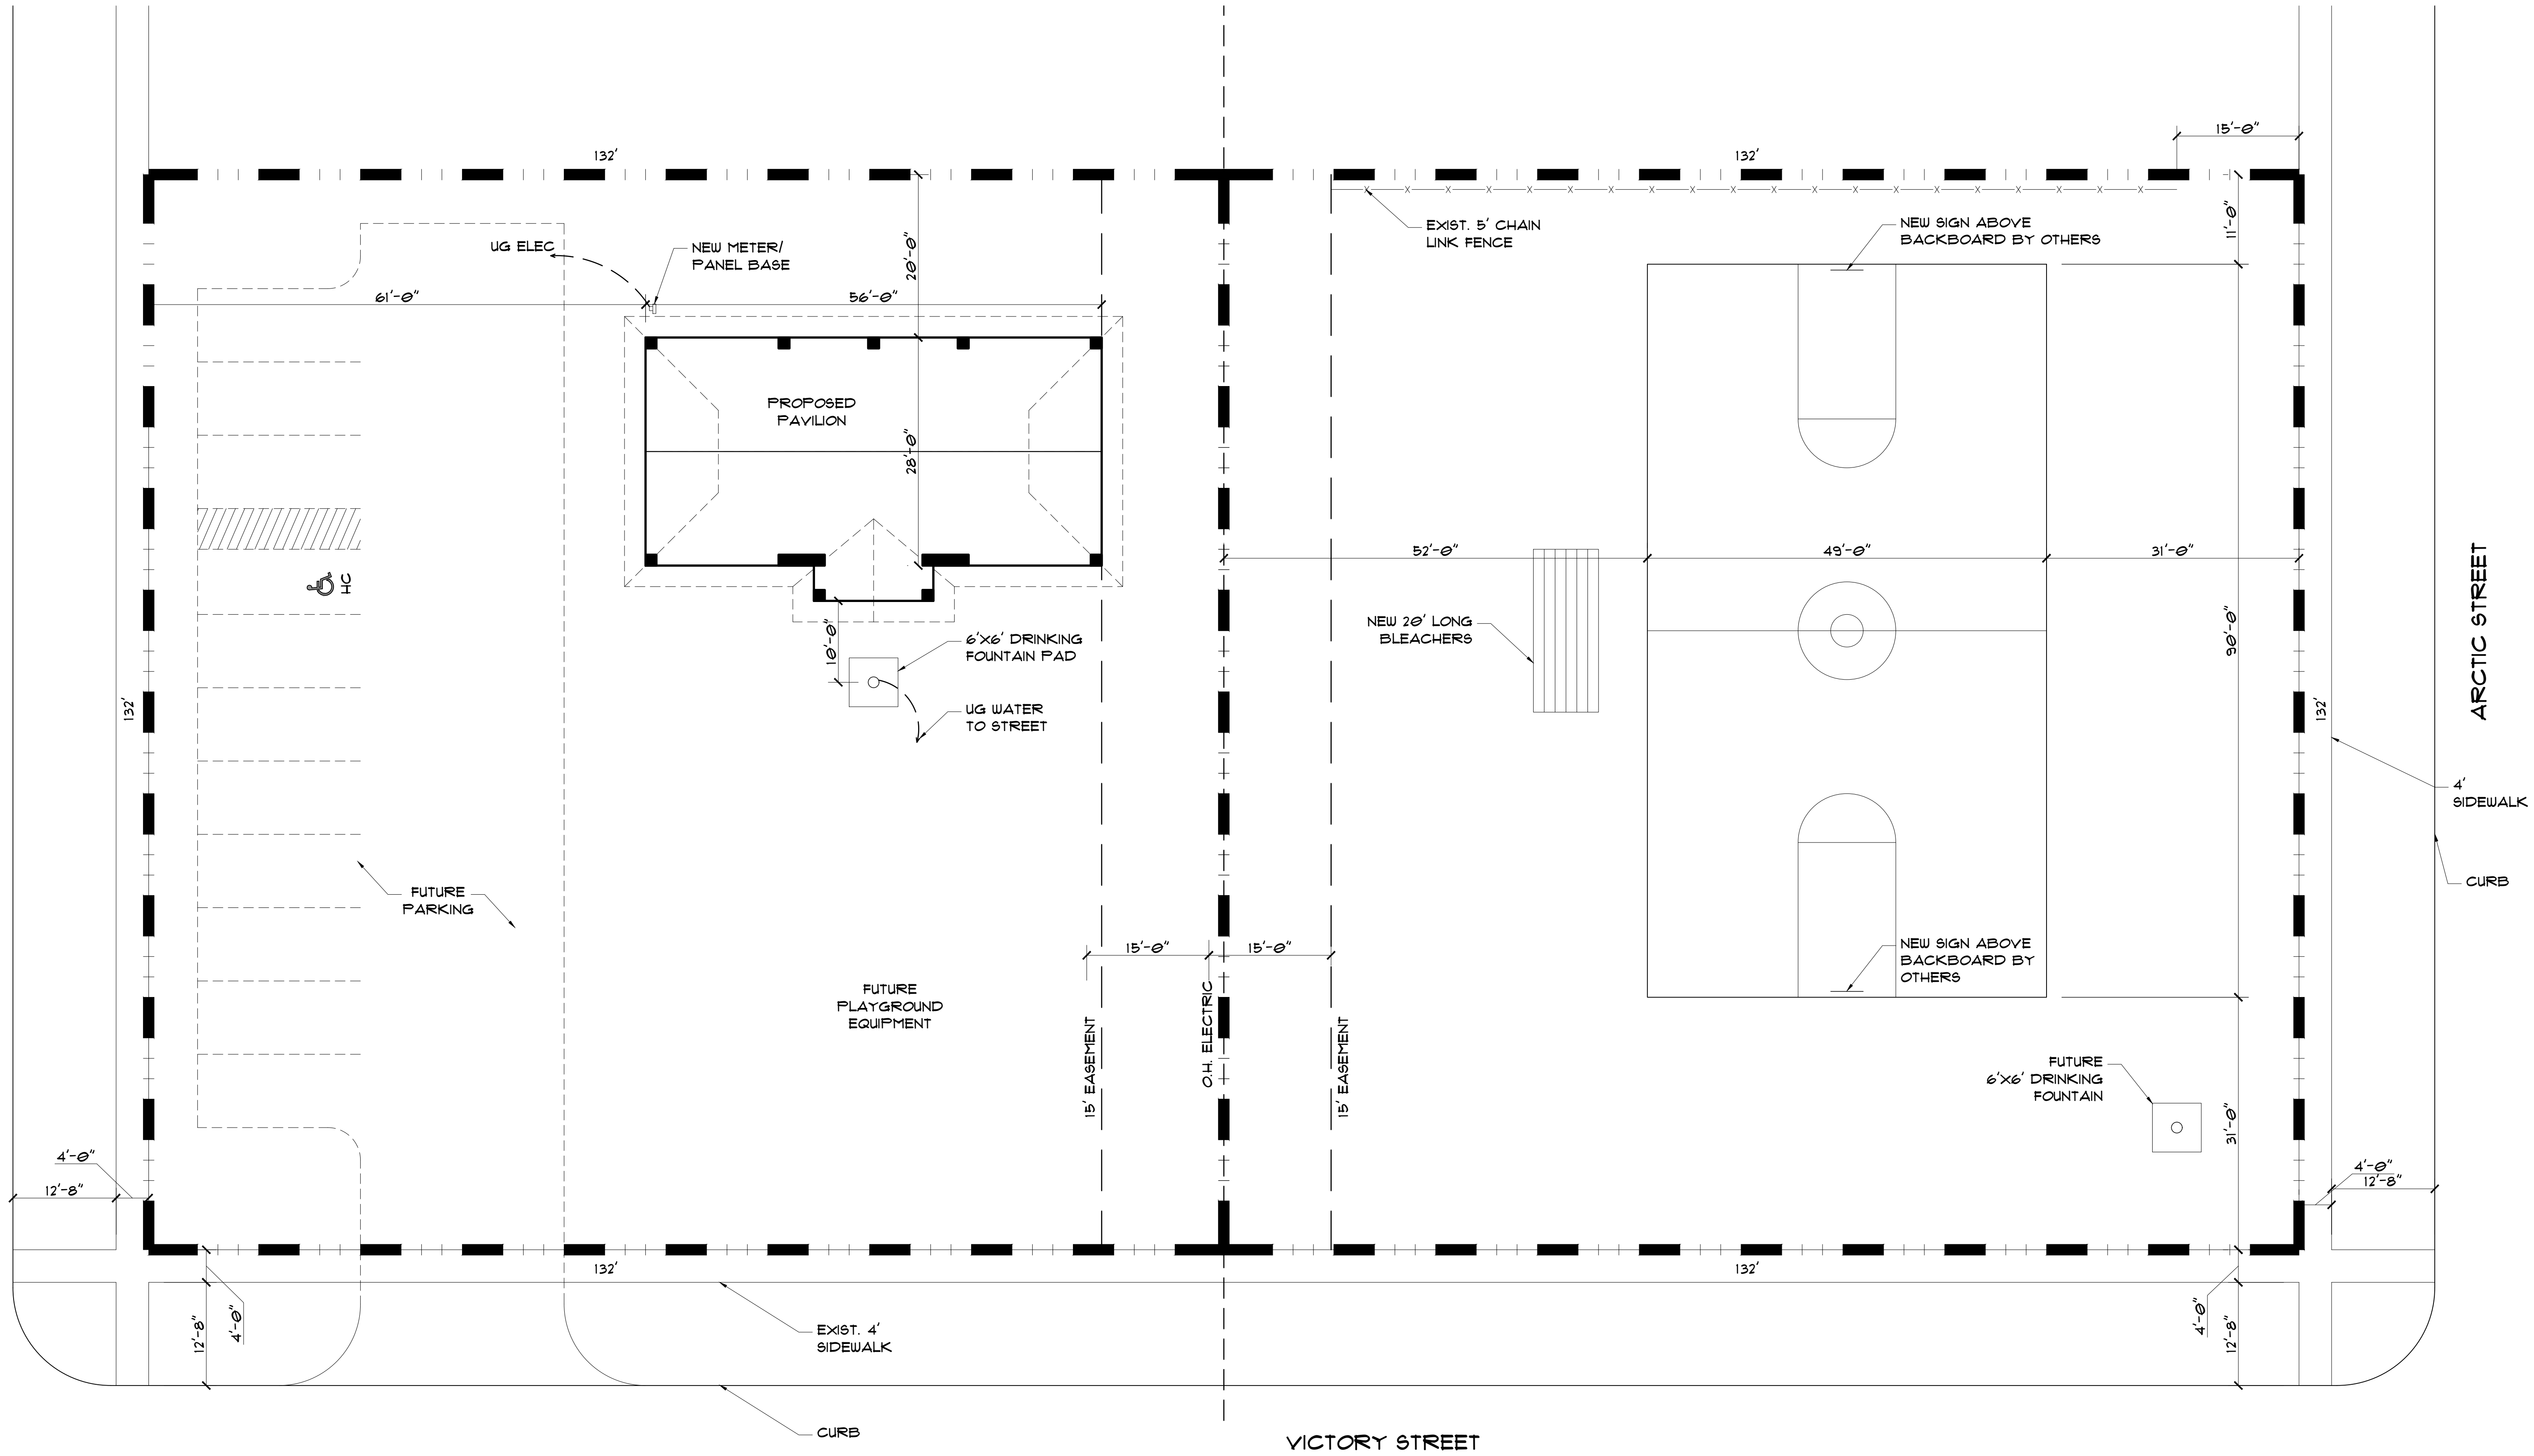 132'
132'
15'-0"
UG ELEC
NEW METER/
PANEL BASE
20'-0"
EXIST. 5' CHAIN
LINK FENCE
NEW SIGN ABOVE
BACKBOARD BY OTHERS
11'-0"
61'-0"
56'-0"
PROPOSED
PAVILION
28'-0"
52'-0"
49'-0"
31'-0"
HC
10'-0"
6'X6' DRINKING
FOUNTAIN PAD
UG WATER
TO STREET
NEW 20' LONG
BLEACHERS
90'-0"
ARCTIC STREET
132'
132'
4'
SIDEWALK
CURB
FUTURE
PARKING
FUTURE
PLAYGROUND
EQUIPMENT
15'-0"
15'-0"
15' EASEMENT
O.H. ELECTRIC
15' EASEMENT
NEW SIGN ABOVE
BACKBOARD BY
OTHERS
FUTURE
6'X6' DRINKING
FOUNTAIN
31'-0"
4'-0"
12'-8"
4'-0"
12'-8"
132'
132'
12'-8"
4'-0"
4'-0"
12'-8"
EXIST. 4'
SIDEWALK
CURB
VICTORY STREET